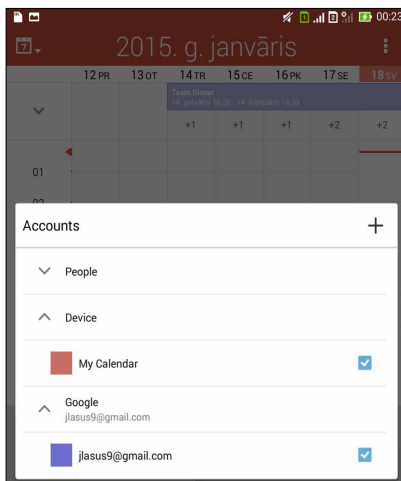 00:23
7
2015. g. janvāris
12 PR 13 OT 14 TR 15 CE 16 PK 17 SE 18 SV
Team Dinner
14. janvāris 18:30 - 14. februāris 19:30
+1 +1 +1 +2 +2
01
02
Accounts
People
Device
My Calendar
Google
jlasus9@gmail.com
jlasus9@gmail.com